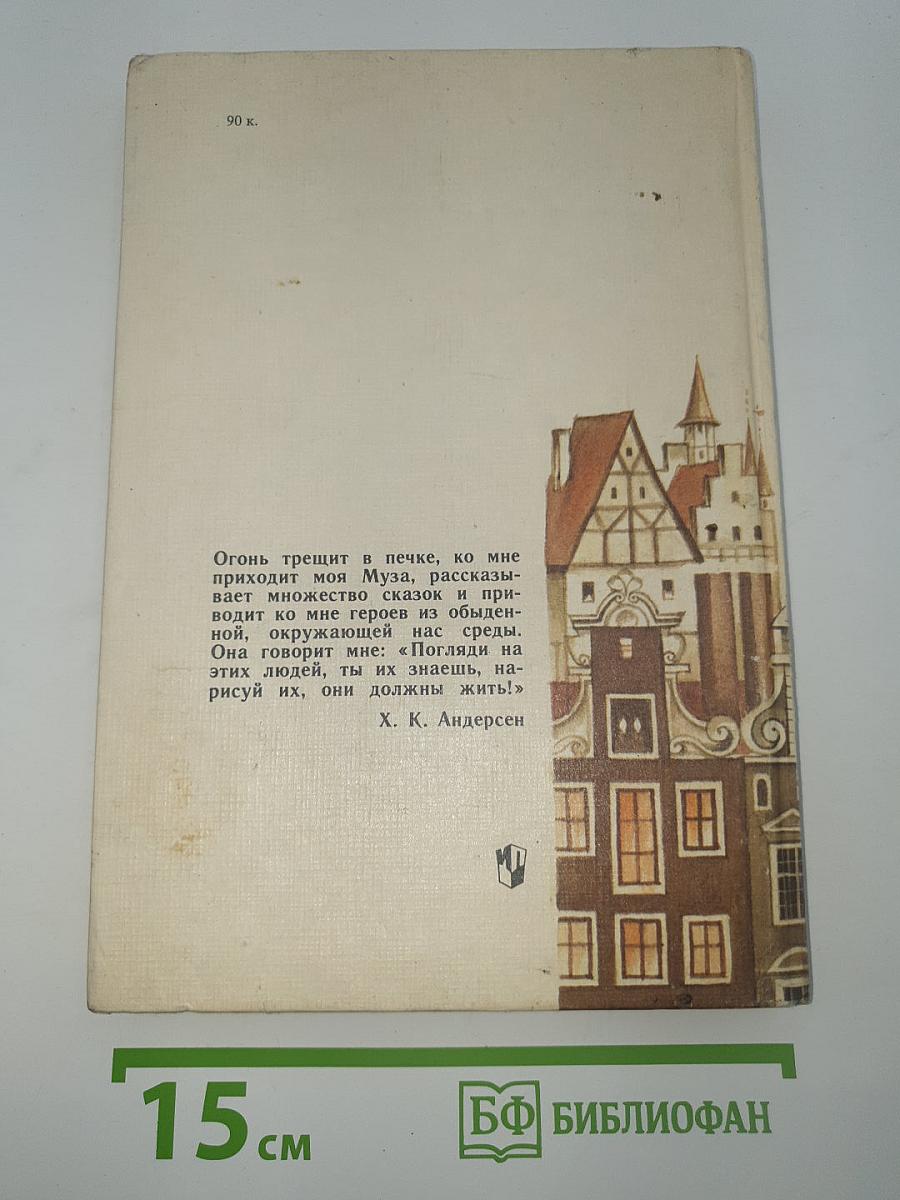 90 к.
Огонь трещит в печке, ко мне
приходит моя Муза, рассказы-
вает множество сказок и при-
водит ко мне героев из обыден-
ной, окружающей нас среды.
Она говорит мне: «Погляди на
этих людей, ты их знаешь, на-
рисуй их, они должны жить!»
Х. К. Андерсен
15 см
БФ БИБЛИОФАН